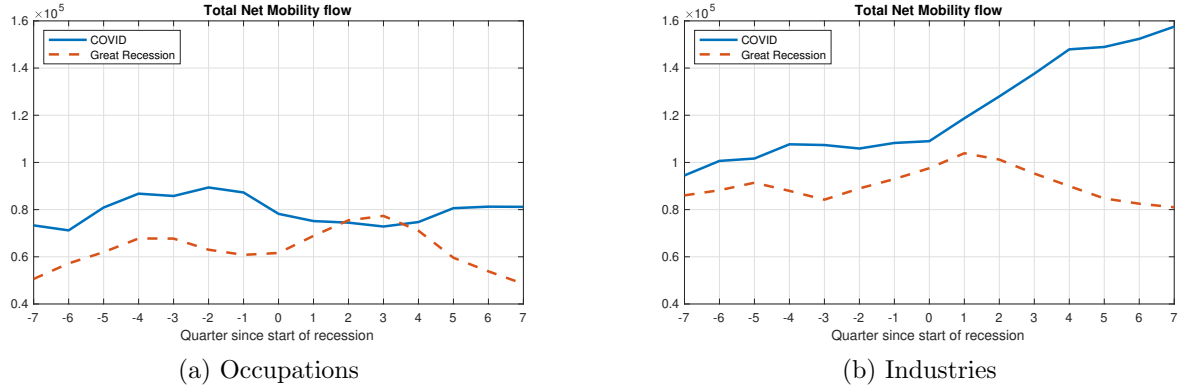 Total Net Mobility flow
×10^5
1.6
1.4
1.2
1
0.8
0.6
0.4
COVID
Great Recession
-7 -6 -5 -4 -3 -2 -1 0 1 2 3 4 5 6 7
Quarter since start of recession
(a) Occupations
Total Net Mobility flow
×10^5
1.6
1.4
1.2
1
0.8
0.6
0.4
COVID
Great Recession
-7 -6 -5 -4 -3 -2 -1 0 1 2 3 4 5 6 7
Quarter since start of recession
(b) Industries